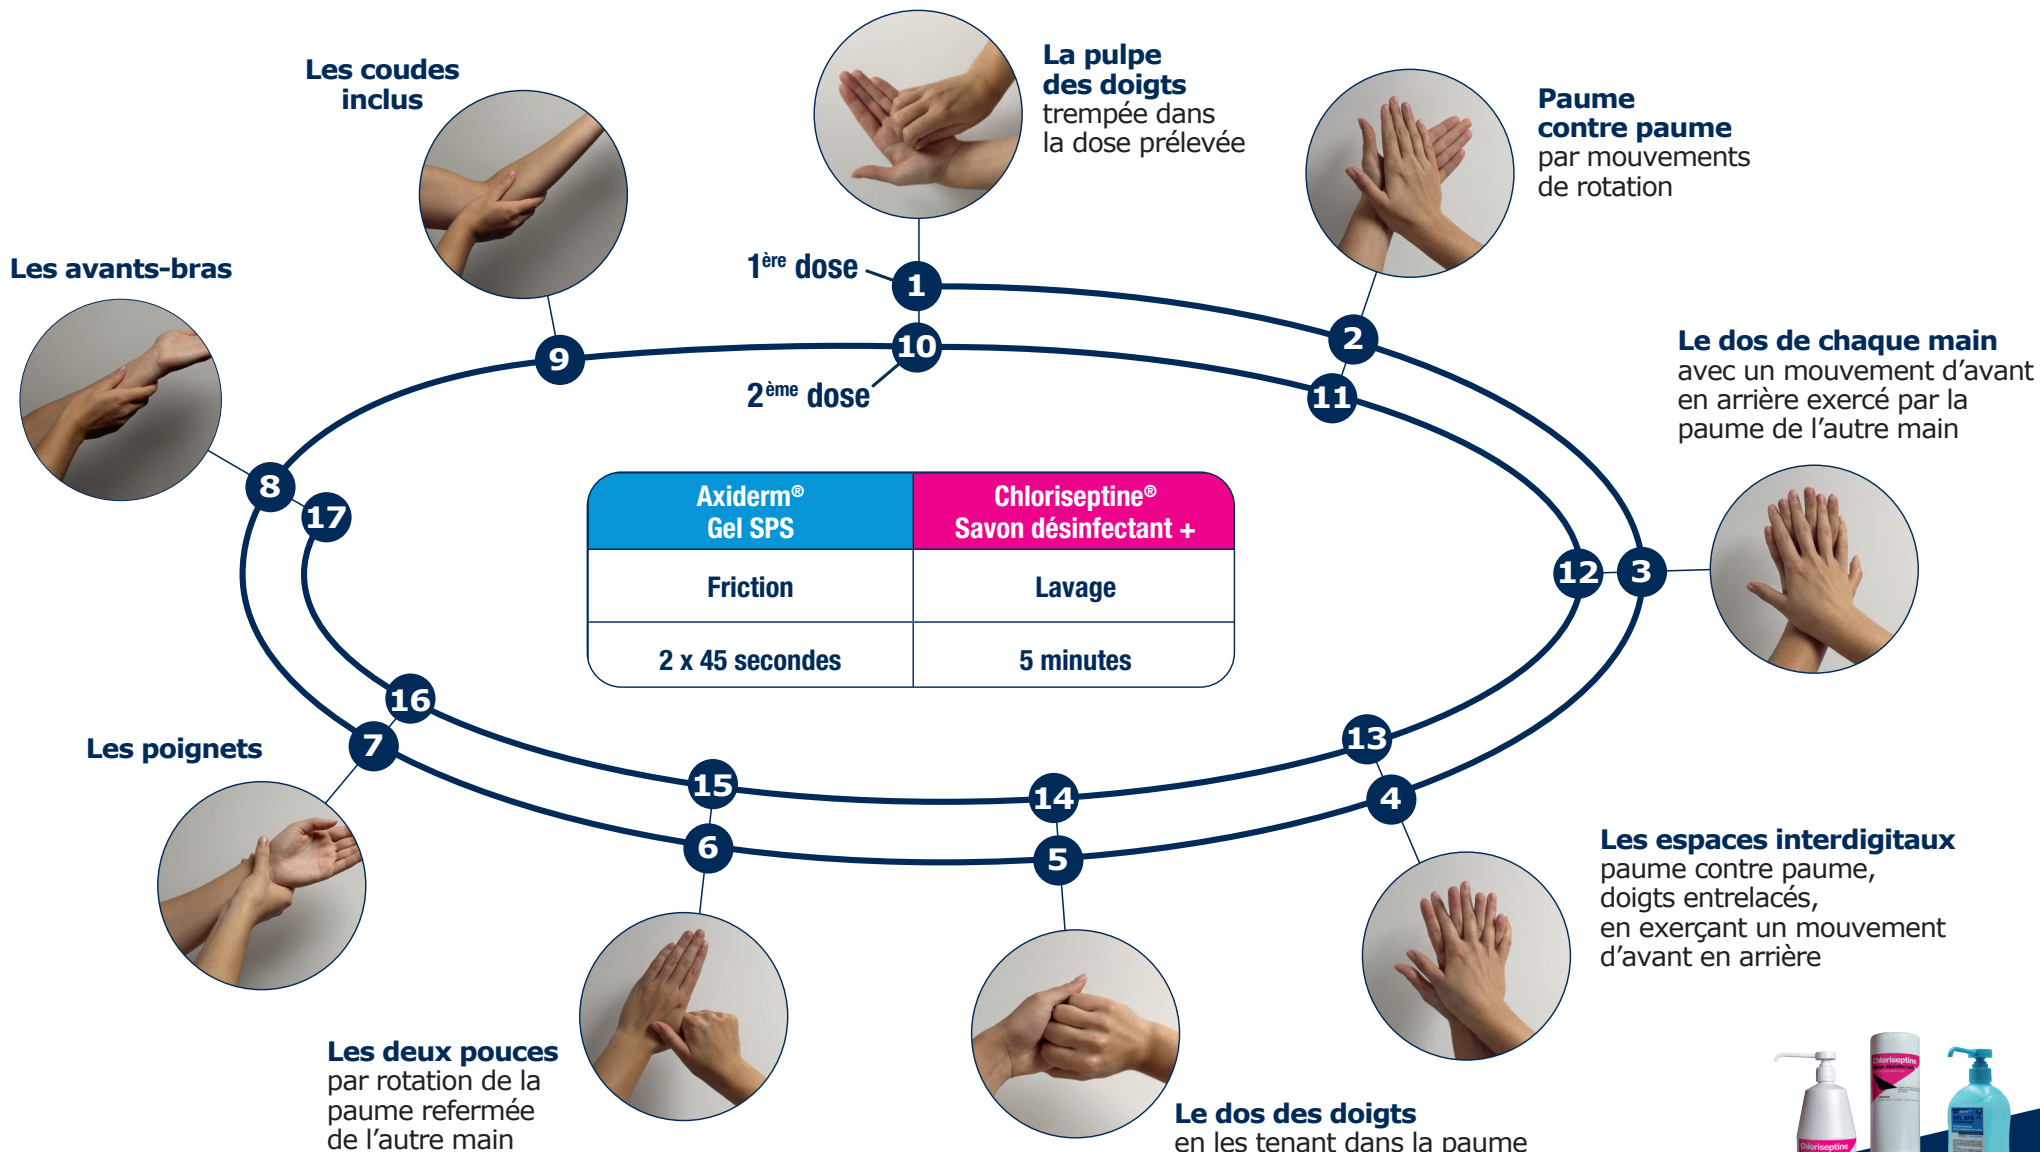 La pulpe
des doigts
trempée dans
la dose prélevée
Paume
contre paume
par mouvements
de rotation
Les coudes
inclus
Les avants-bras
1ère dose
1
2
Le dos de chaque main
avec un mouvement d’avant
en arrière exercé par la
paume de l’autre main
9
10
2ème dose
11
8
17
12
3
Axiderm®
Gel SPS
Chloriseptine®
Savon désinfectant +
Friction
Lavage
2 x 45 secondes
5 minutes
16
7
Les poignets
15
14
13
6
5
4
Les espaces interdigitaux
paume contre paume,
doigts entrelacés,
en exerçant un mouvement
d’avant en arrière
Les deux pouces
par rotation de la
paume refermée
de l’autre main
Le dos des doigts
en les tenant dans la paume
Chloriseptine
Chloriseptine
GEL SPS